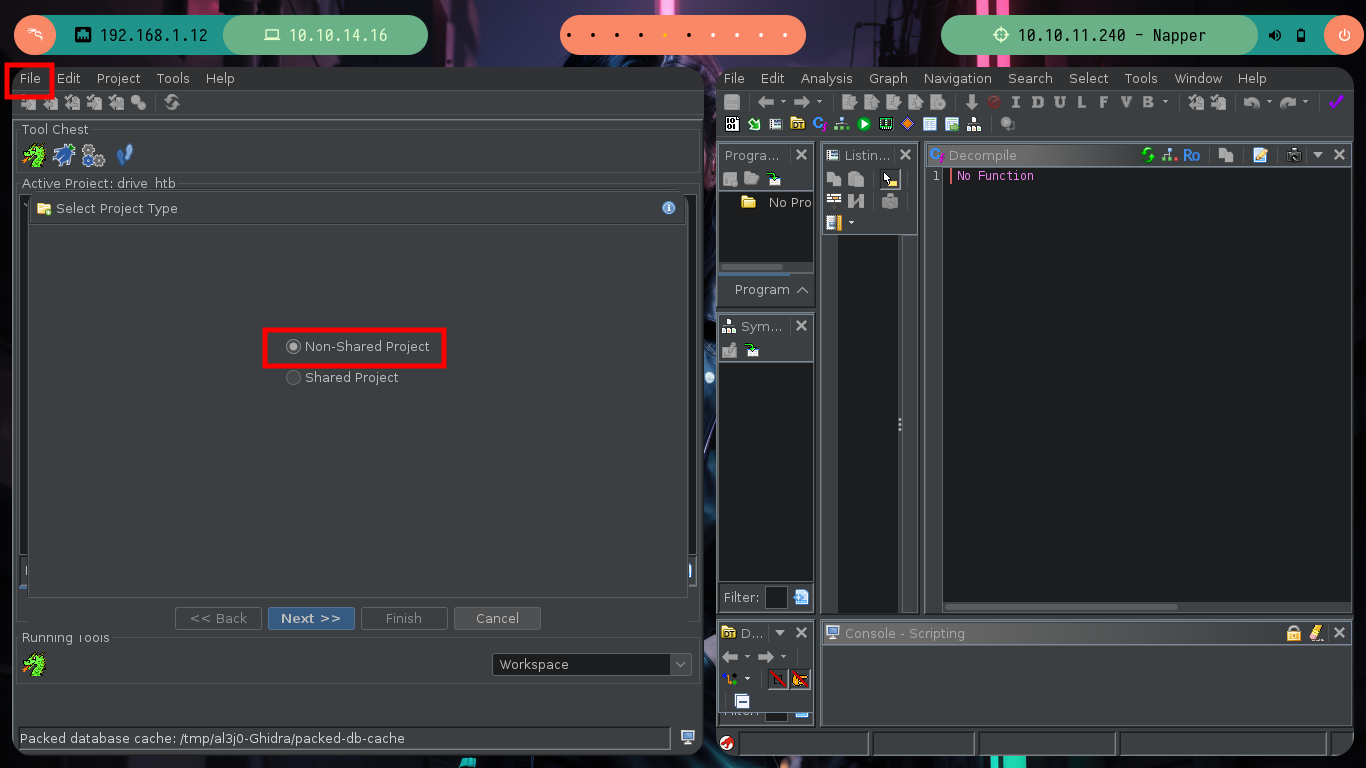 192.168.1.12 10.10.14.16 10.10.11.240 - Napper
File Edit Project Tools Help
Tool Chest
Active Project: drive_htb
Select Project Type
Non-Shared Project
Shared Project
<< Back Next >> Finish Cancel
Running Tools
Workspace
Packed database cache: /tmp/al3j0-Ghidra/packed-db-cache
File Edit Analysis Graph Navigation Search Select Tools Window Help
I D U L F V B
Progra...
No Pro
Program
Sym...
Filter:
D...
Filter:
Listin...
Decompile
Ro
1 No Function
Console - Scripting